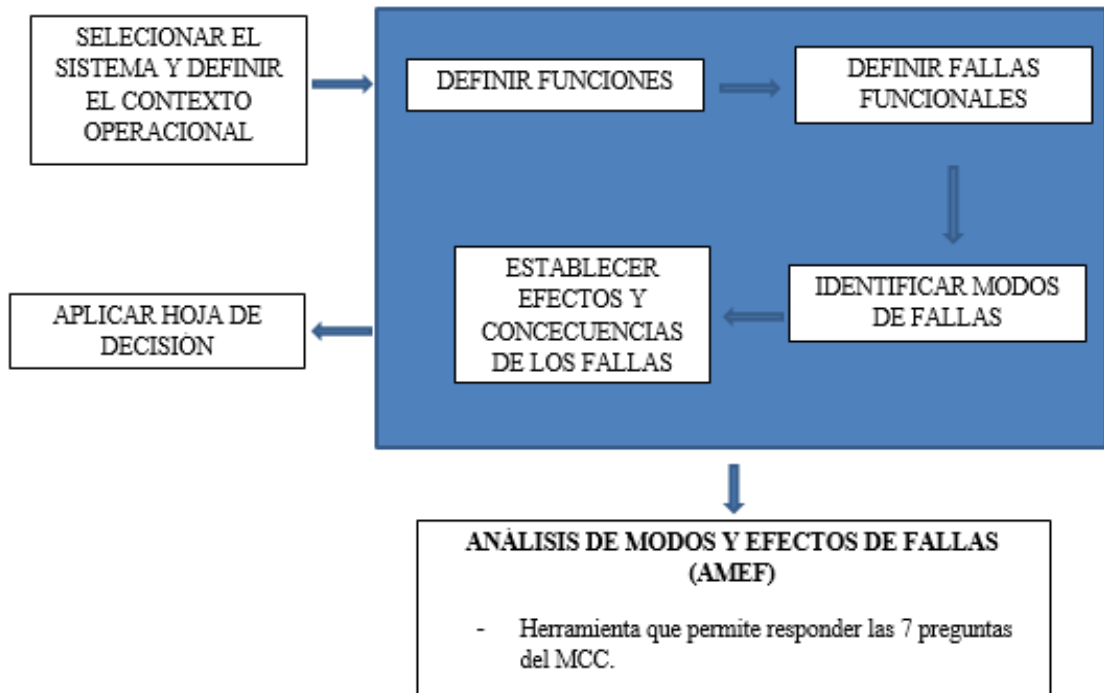 SELECIONAR EL
SISTEMA Y DEFINIR
EL CONTEXTO
OPERACIONAL
DEFINIR FUNCIONES
DEFINIR FALLAS
FUNCIONALES
IDENTIFICAR MODOS
DE FALLAS
ESTABLECER
EFECTOS Y
CONCECUENCIAS
DE LOS FALLAS
APLICAR HOJA DE
DECISIÓN
ANÁLISIS DE MODOS Y EFECTOS DE FALLAS
(AMEF)
- Herramienta que permite responder las 7 preguntas
del MCC.